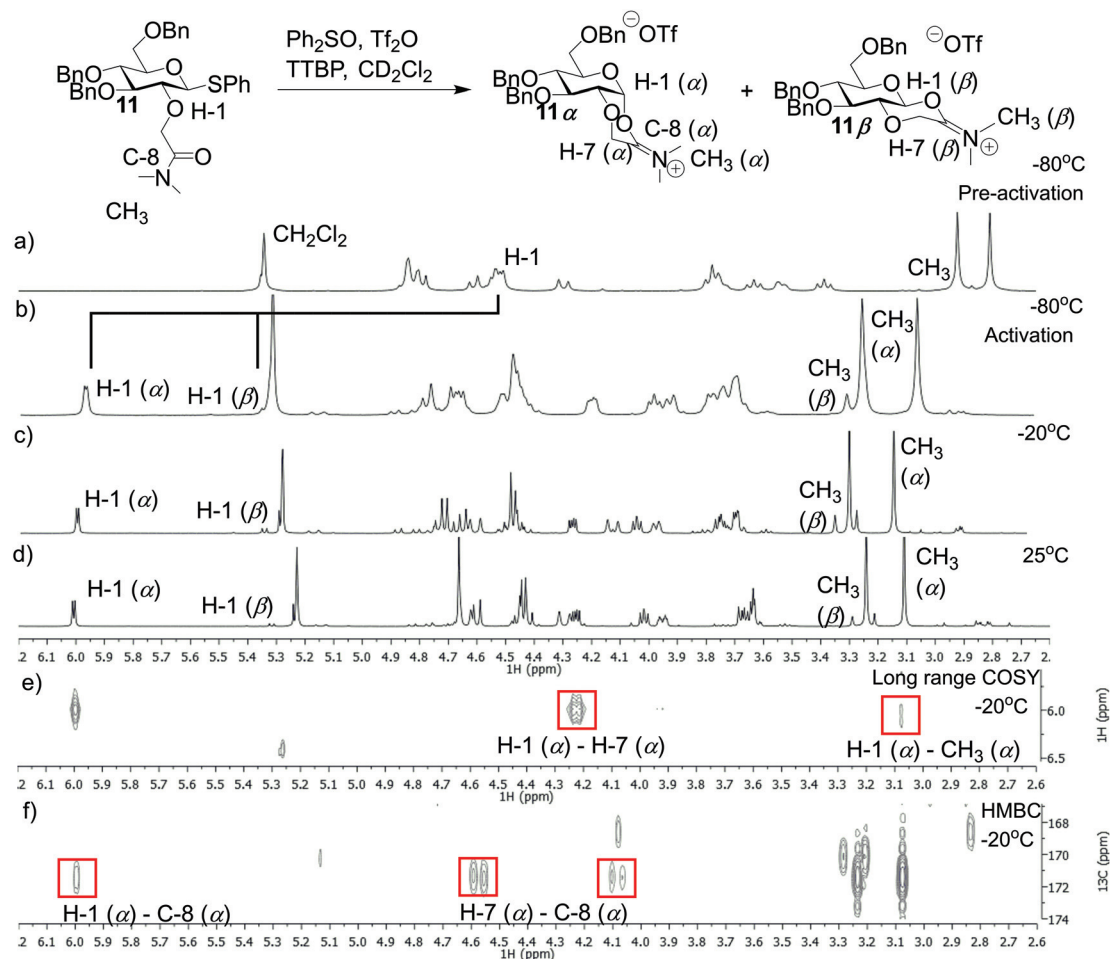 OBn
BnO
BnO
11
O
SPh
O
H-1
C-8
O
N
CH3
Ph2SO, Tf2O
TTBP, CD2Cl2
OBn
⊖OTf
BnO
BnO
11α
O
H-1 (α)
O
O
C-8 (α)
H-7 (α)
N
⊕
CH3 (α)
+
OBn
⊖OTf
BnO
BnO
11β
O
O
H-1 (β)
O
N
⊕
CH3 (β)
H-7 (β)
-80°C
Pre-activation
a)
CH2Cl2
H-1
CH3
-80°C
b)
Activation
H-1 (α)
H-1 (β)
CH3
(β)
CH3
(α)
c)
-20°C
H-1 (α)
H-1 (β)
CH3
(β)
CH3
(α)
d)
25°C
H-1 (α)
H-1 (β)
CH3
(β)
CH3
(α)
.2 6.1 6.0 5.9 5.8 5.7 5.6 5.5 5.4 5.3 5.2 5.1 5.0 4.9 4.8 4.7 4.6 4.5 4.4 4.3 4.2 4.1 4.0 3.9 3.8 3.7 3.6 3.5 3.4 3.3 3.2 3.1 3.0 2.9 2.8 2.7 2.
1H (ppm)
e)
Long range COSY
-20°C
H-1 (α) - H-7 (α)
H-1 (α) - CH3 (α)
6.0
6.5
1H (ppm)
.2 6.1 6.0 5.9 5.8 5.7 5.6 5.5 5.4 5.3 5.2 5.1 5.0 4.9 4.8 4.7 4.6 4.5 4.4 4.3 4.2 4.1 4.0 3.9 3.8 3.7 3.6 3.5 3.4 3.3 3.2 3.1 3.0 2.9 2.8 2.7 2.6
1H (ppm)
f)
HMBC
-20°C
H-1 (α) - C-8 (α)
H-7 (α) - C-8 (α)
168
170
172
174
13C (ppm)
.2 6.1 6.0 5.9 5.8 5.7 5.6 5.5 5.4 5.3 5.2 5.1 5.0 4.9 4.8 4.7 4.6 4.5 4.4 4.3 4.2 4.1 4.0 3.9 3.8 3.7 3.6 3.5 3.4 3.3 3.2 3.1 3.0 2.9 2.8 2.7 2.6
1H (ppm)